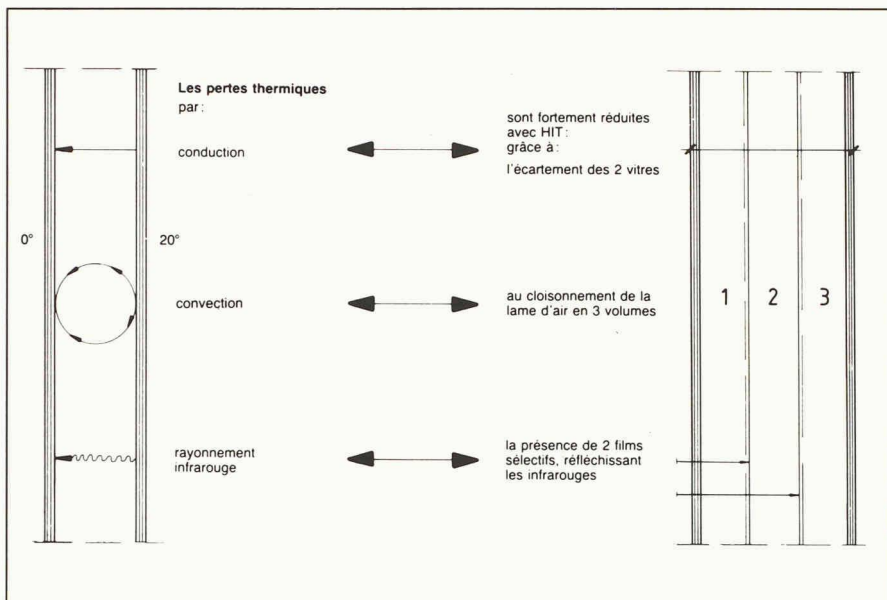 Les pertes thermiques
par :
conduction
sont fortement réduites
avec HIT :
grâce à :
l'écartement des 2 vitres
0°
20°
convection
au cloisonnement de la
lame d'air en 3 volumes
1 2 3
rayonnement
infrarouge
la présence de 2 films
sélectifs, réfléchissant
les infrarouges